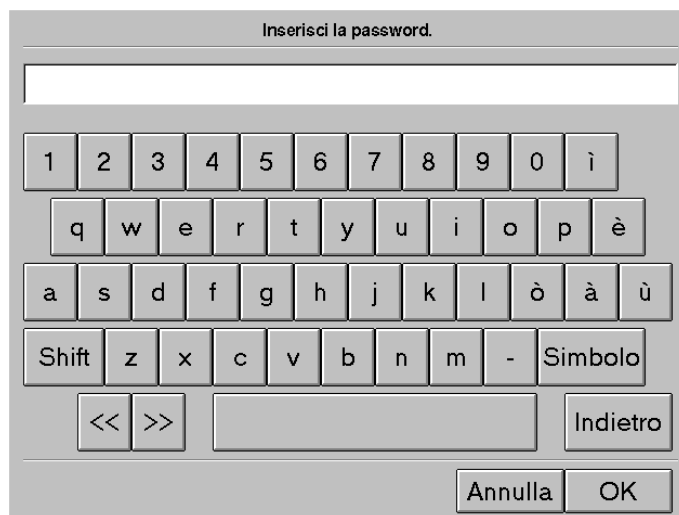 Inserisci la password.
1 2 3 4 5 6 7 8 9 0 ì
q w e r t y u i o p è
a s d f g h j k l ò à ù
Shift z x c v b n m - Simbolo
<< >> Indietro
Annulla OK